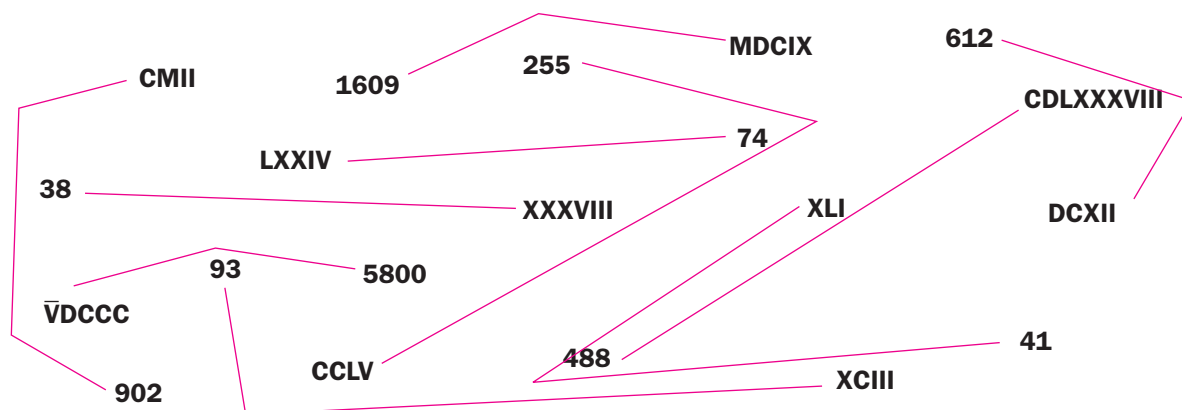 MDCIX
612
255
CMII
1609
CDLXXXVIII
74
LXXIV
38
XXXVIII
XLI
DCXII
93
5800
V̅DCCC
41
488
CCLV
XCIII
902